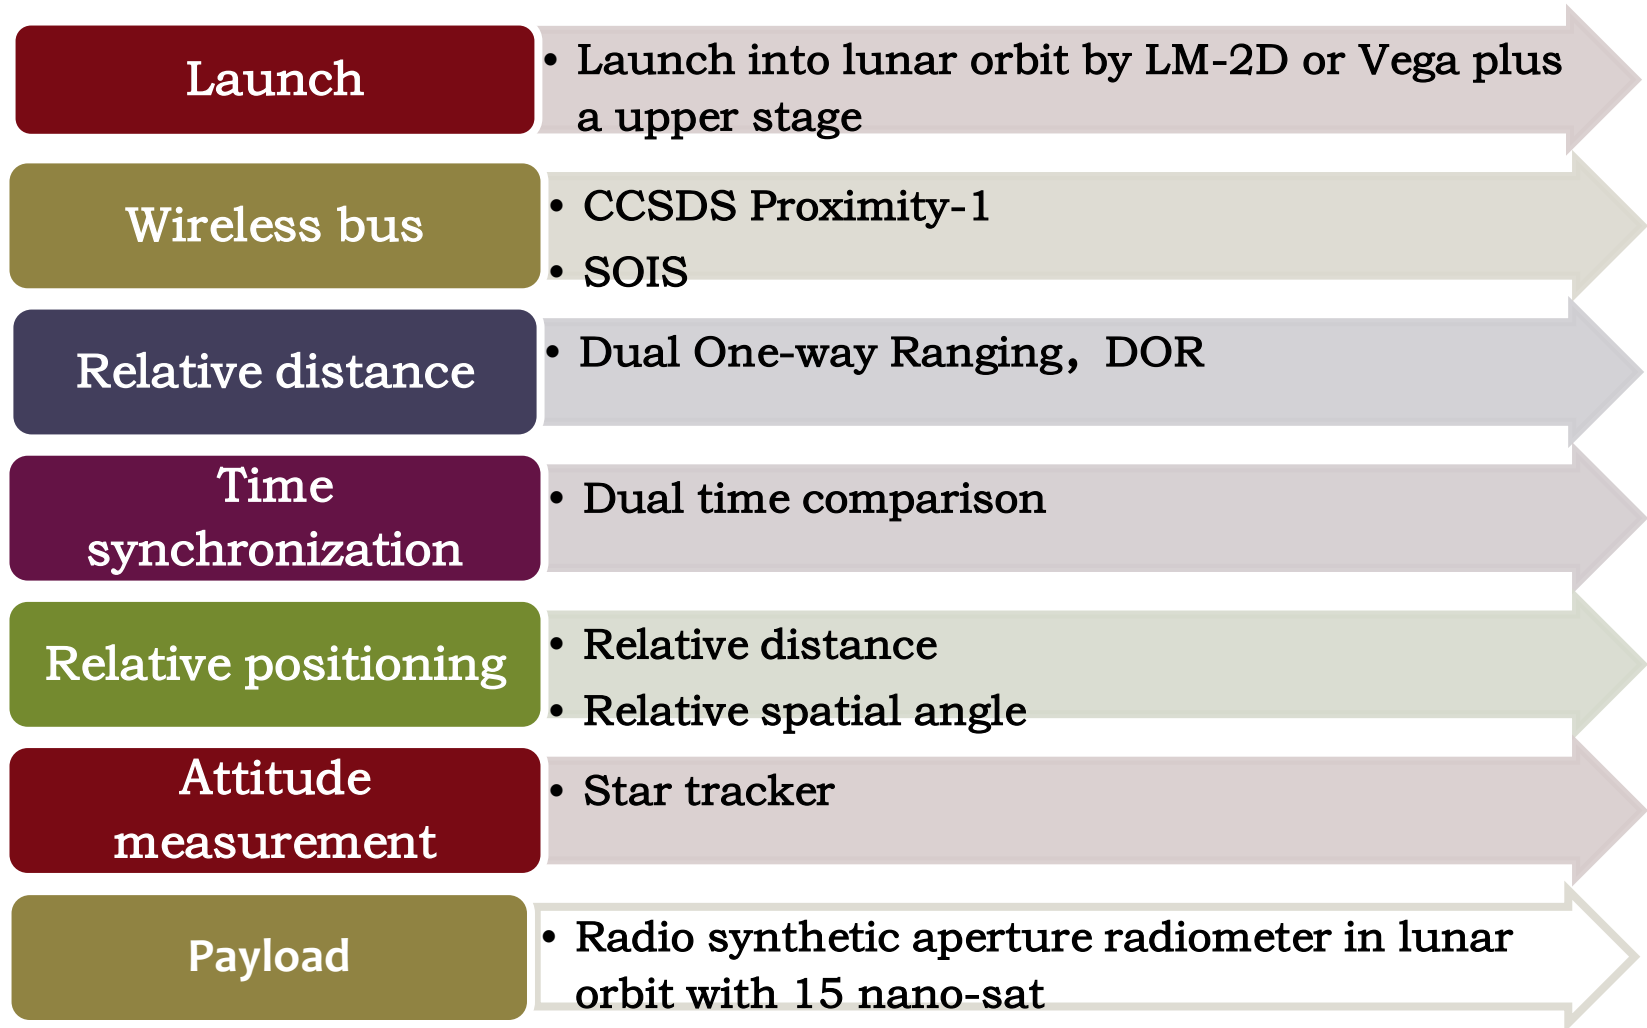 Launch
• Launch into lunar orbit by LM-2D or Vega plus
a upper stage
Wireless bus
• CCSDS Proximity-1
• SOIS
Relative distance
• Dual One-way Ranging，DOR
Time
synchronization
• Dual time comparison
Relative positioning
• Relative distance
• Relative spatial angle
Attitude
measurement
• Star tracker
Payload
• Radio synthetic aperture radiometer in lunar
orbit with 15 nano-sat